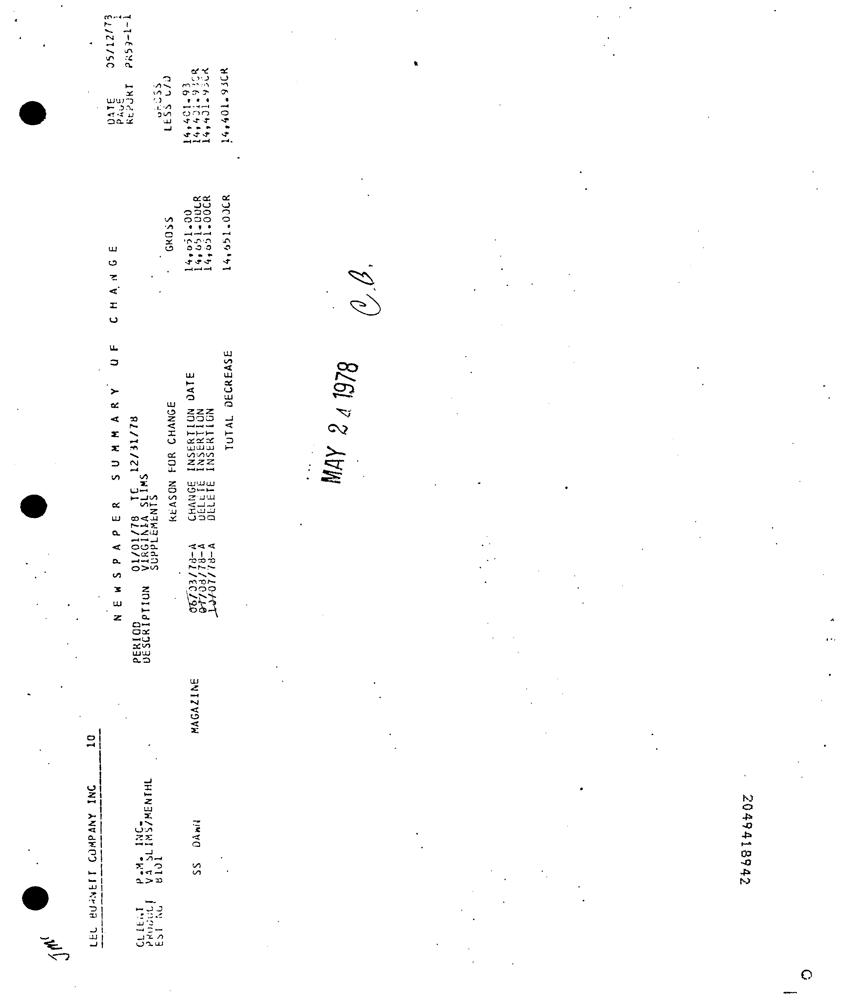 LEO BURNETT COMPANY INC 10
DATE 05/12/78
PAGE 1
REPORT PR59-1-1
N E W S P A P E R S U M M A R Y O F C H A N G E
CLIENT P.M. INC. PERIOD 01/01/78 TO 12/31/78
PRODUCT VA SLIMS/MENTHL DESCRIPTION VIRGINIA SLIMS
EST NO 8101 SUPPLEMENTS
REASON FOR CHANGE GROSS GROSS LESS C/D
SS DAWN MAGAZINE 06/03/78-A CHANGE INSERTION DATE 14,651.00 14,401.93
07/08/78-A DELETE INSERTION 14,651.00CR 14,401.93CR
10/07/78-A DELETE INSERTION 14,651.00CR 14,401.93CR
TOTAL DECREASE 14,651.00CR 14,401.93CR
MAY 24 1978 C.B.
2049418942